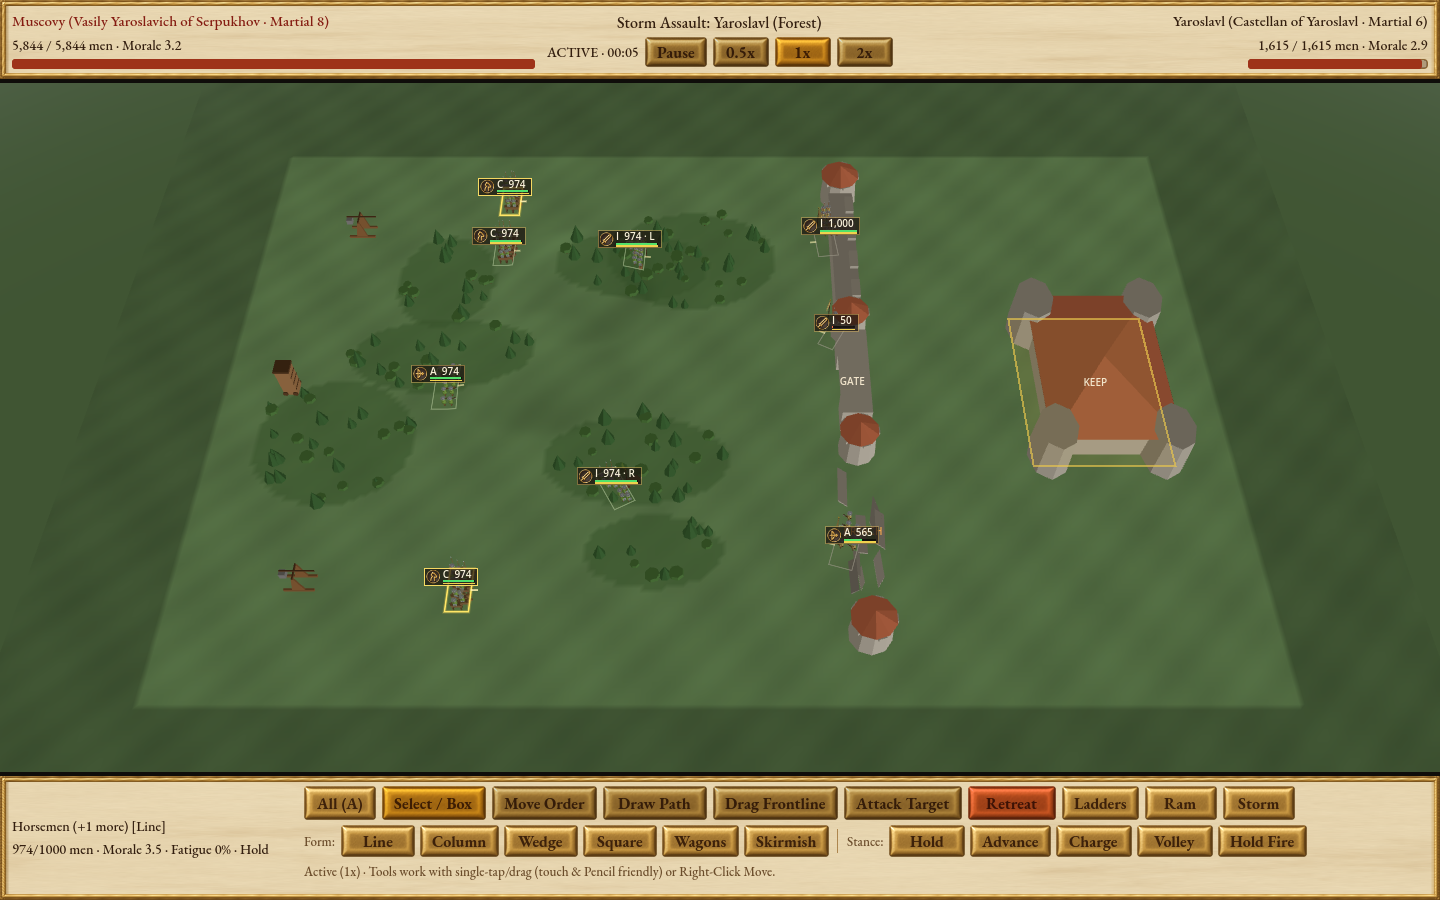 Muscovy (Vasily Yaroslavich of Serpukhov · Martial 8)
5,844 / 5,844 men · Morale 3.2
Storm Assault: Yaroslavl (Forest)
ACTIVE · 00:05
Pause
0.5x
1x
2x
Yaroslavl (Castellan of Yaroslavl · Martial 6)
1,615 / 1,615 men · Morale 2.9
C 974
C 974
I 974 · L
I 1,000
I 50
A 974
GATE
KEEP
I 974 · R
A 565
C 974
Horsemen (+1 more) [Line]
974/1000 men · Morale 3.5 · Fatigue 0% · Hold
All (A)
Select / Box
Move Order
Draw Path
Drag Frontline
Attack Target
Retreat
Ladders
Ram
Storm
Form:
Line
Column
Wedge
Square
Wagons
Skirmish
Stance:
Hold
Advance
Charge
Volley
Hold Fire
Active (1x) · Tools work with single-tap/drag (touch & Pencil friendly) or Right-Click Move.